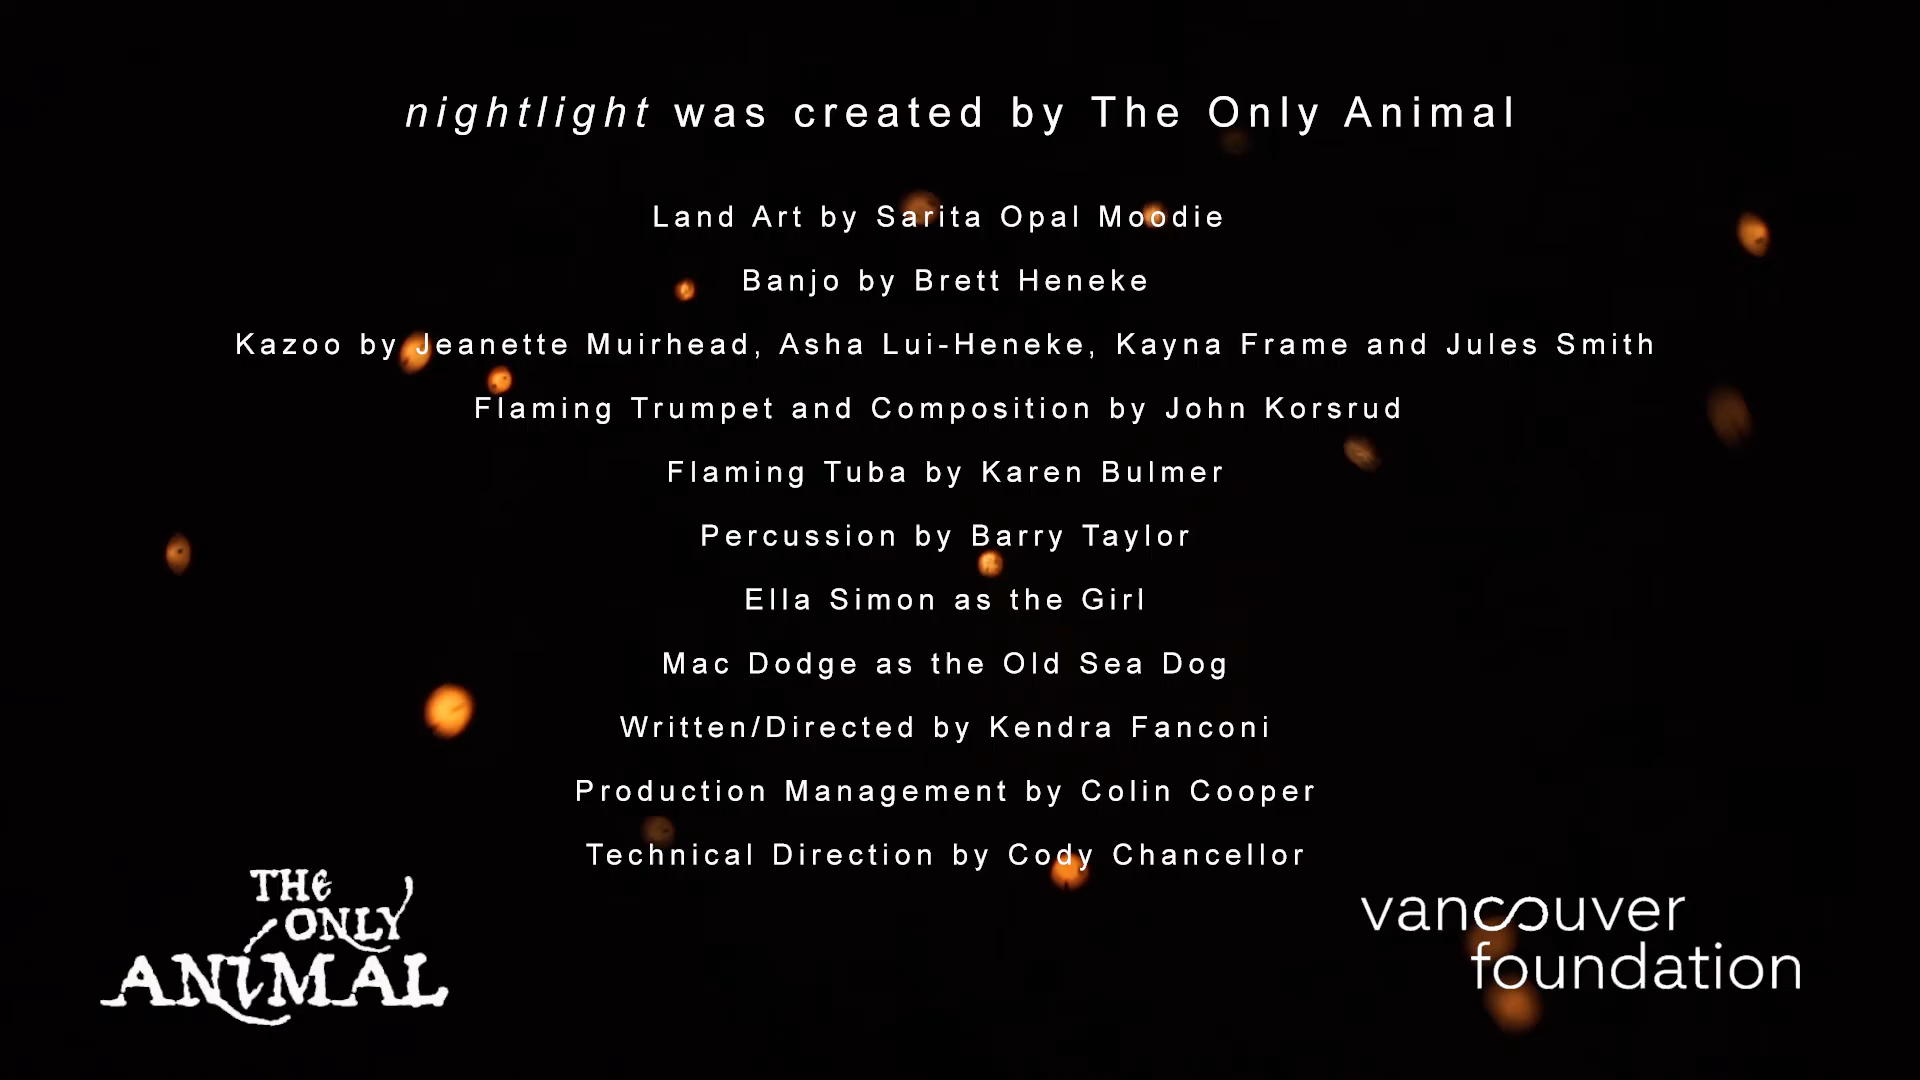 nightlight was created by The Only Animal
Land Art by Sarita Opal Moodie
Banjo by Brett Heneke
Kazoo by Jeanette Muirhead, Asha Lui-Heneke, Kayna Frame and Jules Smith
Flaming Trumpet and Composition by John Korsrud
Flaming Tuba by Karen Bulmer
Percussion by Barry Taylor
Ella Simon as the Girl
Mac Dodge as the Old Sea Dog
Written/Directed by Kendra Fanconi
Production Management by Colin Cooper
Technical Direction by Cody Chancellor
THE
ONLY
ANIMAL
vancouver
foundation